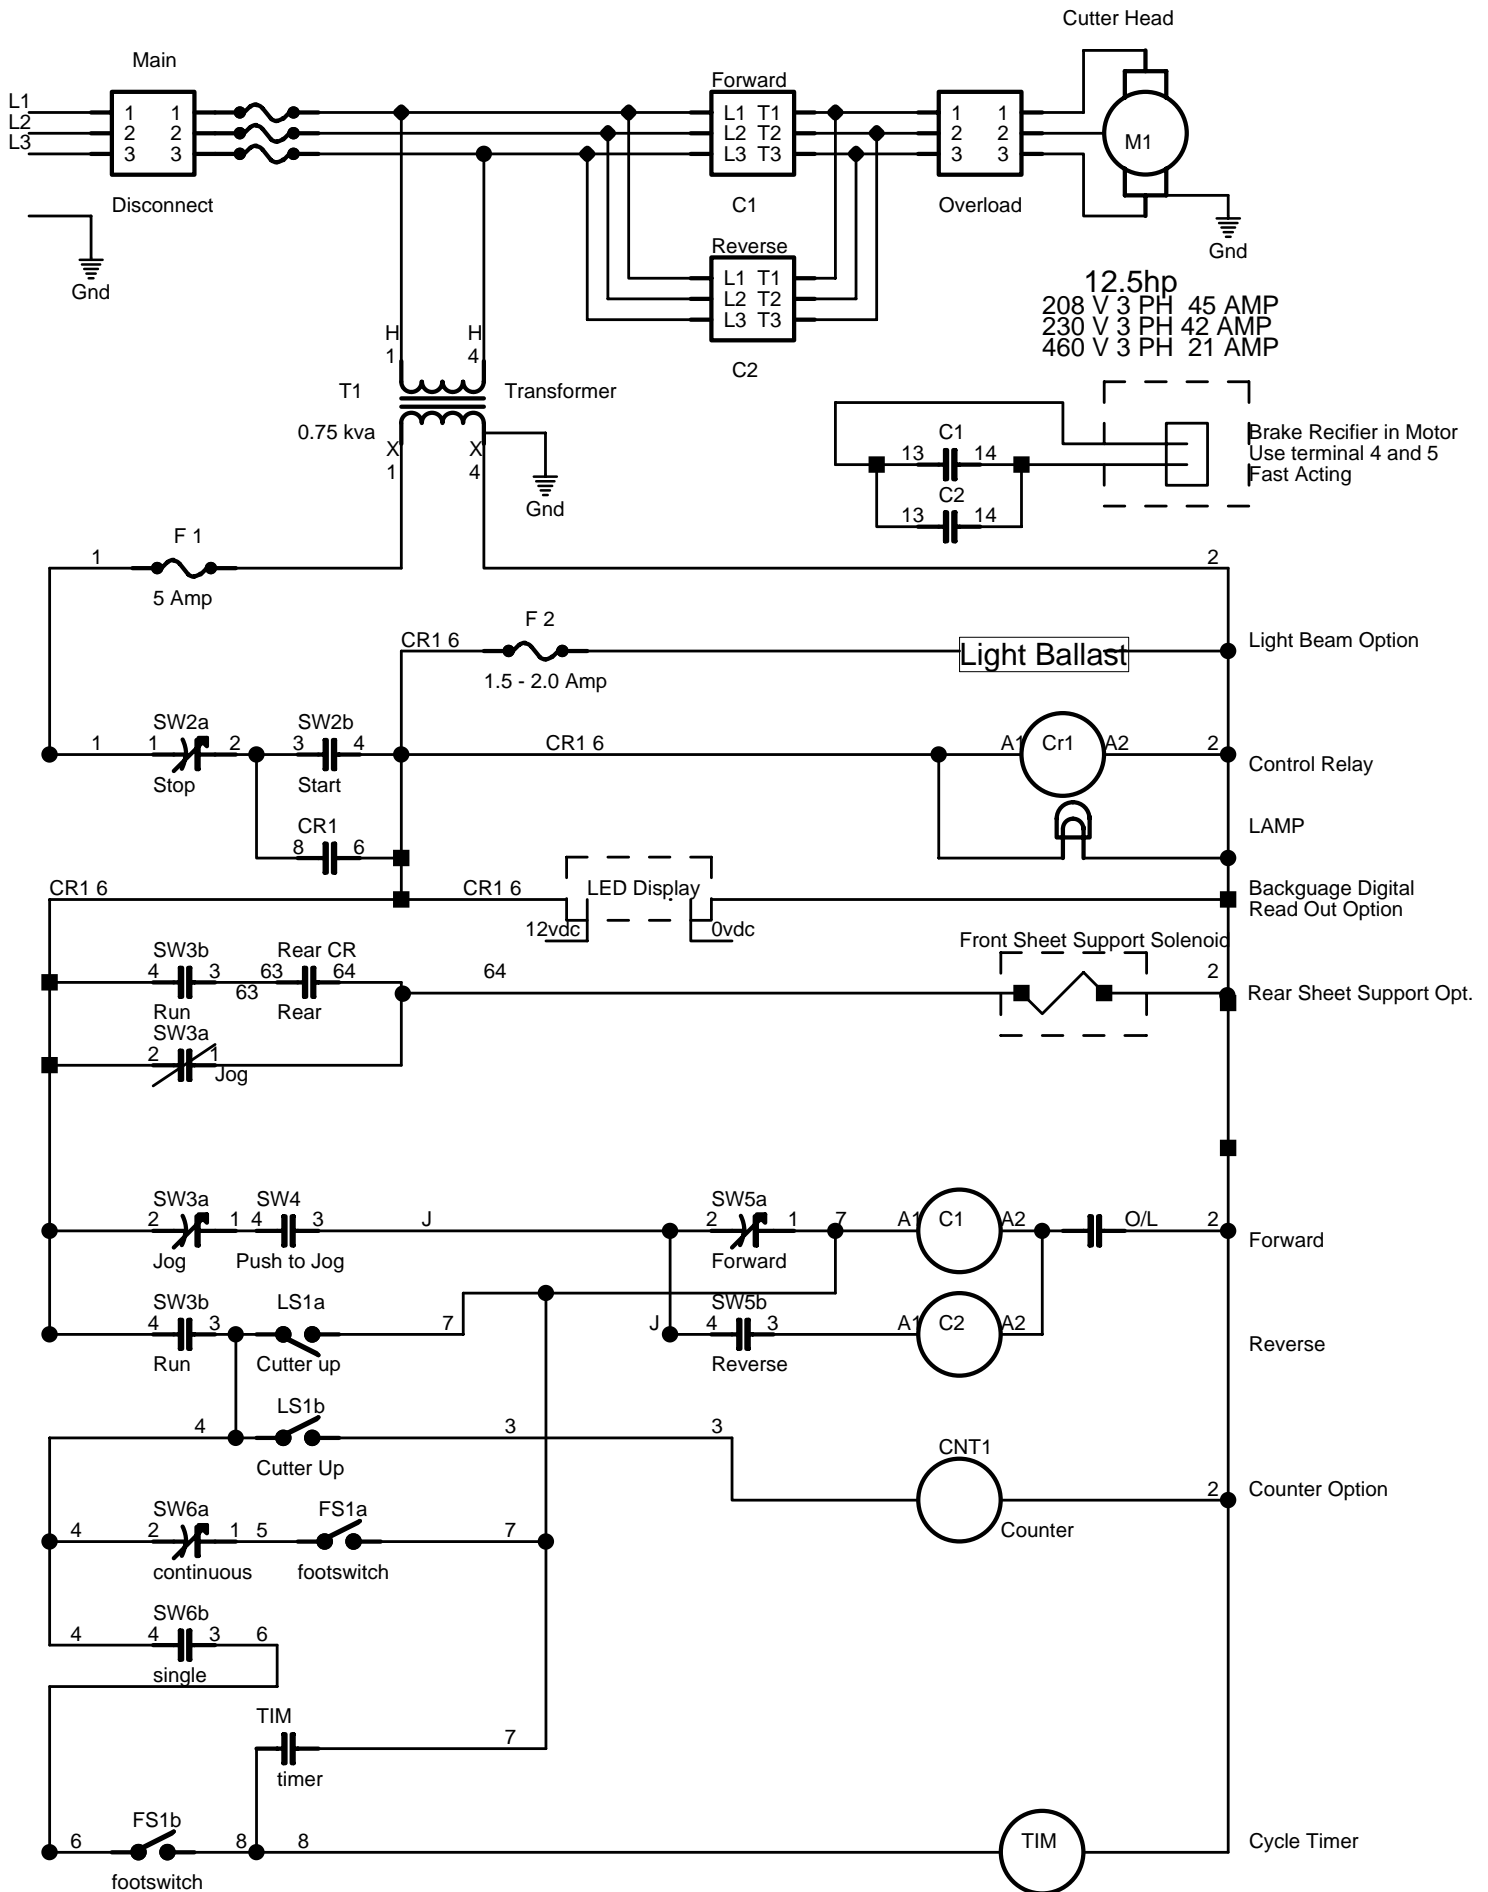 Cutter Head
Main
Forward
L1
L2
L3
1 1
2 2
3 3
L1 T1
L2 T2
L3 T3
1 1
2 2
3 3
M1
Disconnect
C1
Overload
Gnd
Gnd
Reverse
L1 T1
L2 T2
L3 T3
C2
12.5hp
208 V 3 PH 45 AMP
230 V 3 PH 42 AMP
460 V 3 PH 21 AMP
H
1
H
4
T1
Transformer
0.75 kva
X
1
X
4
Gnd
C1
13 14
C2
13 14
Brake Recifier in Motor
Use terminal 4 and 5
Fast Acting
F 1
1
5 Amp
2
F 2
CR1 6
1.5 - 2.0 Amp
Light Ballast
Light Beam Option
SW2a
SW2b
1 1 2 3 4
CR1 6
A1 Cr1 A2 2
Stop
Start
Control Relay
CR1
8 6
LAMP
CR1 6
CR1 6
LED Display
12vdc
0vdc
Backguage Digital
Read Out Option
SW3b
Rear CR
4 3 63 64
63
64
Run
Rear
Front Sheet Support Solenoid
2
Rear Sheet Support Opt.
SW3a
2 1
Jog
SW3a
SW4
SW5a
2 1 4 3 J 2 1 7
A1 C1 A2 O/L 2
Jog
Push to Jog
Forward
Forward
SW3b
LS1a
SW5b
4 3 7 J 4 3
A1 C2 A2
Run
Cutter up
Reverse
Reverse
LS1b
4 3 3
Cutter Up
CNT1
2
Counter
Counter Option
SW6a
FS1a
4 2 1 5 7
continuous
footswitch
SW6b
4 4 3 6
single
TIM
7
timer
FS1b
6 8 8
TIM
Cycle Timer
footswitch